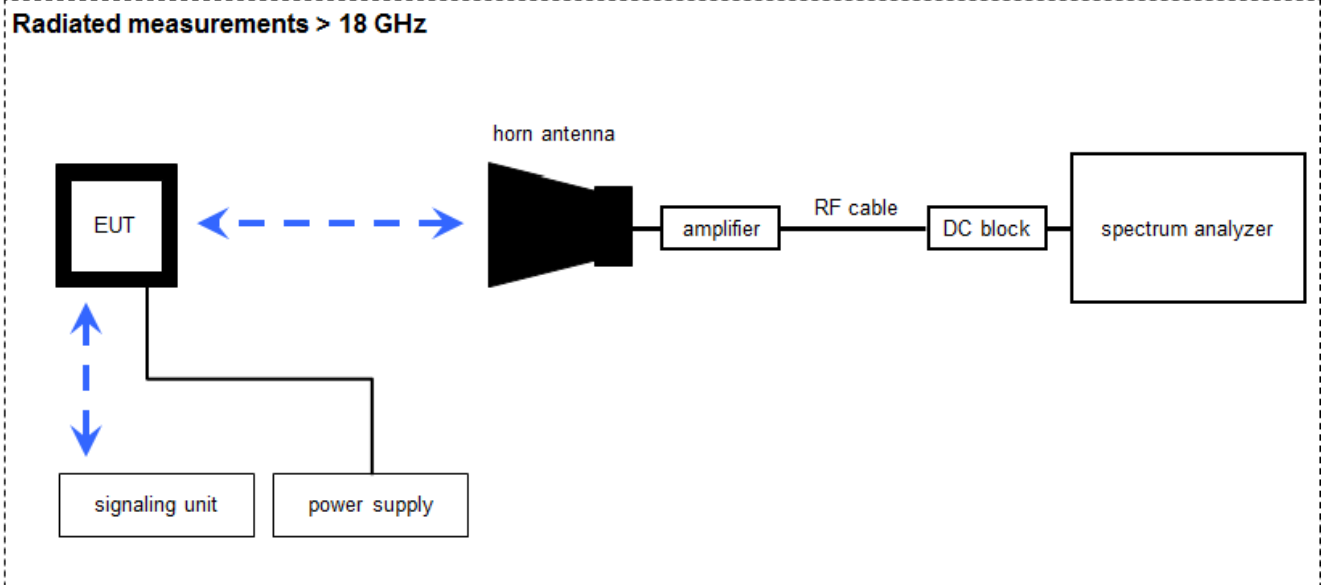 Radiated measurements > 18 GHz
horn antenna
EUT
amplifier
RF cable
DC block
spectrum analyzer
signaling unit
power supply